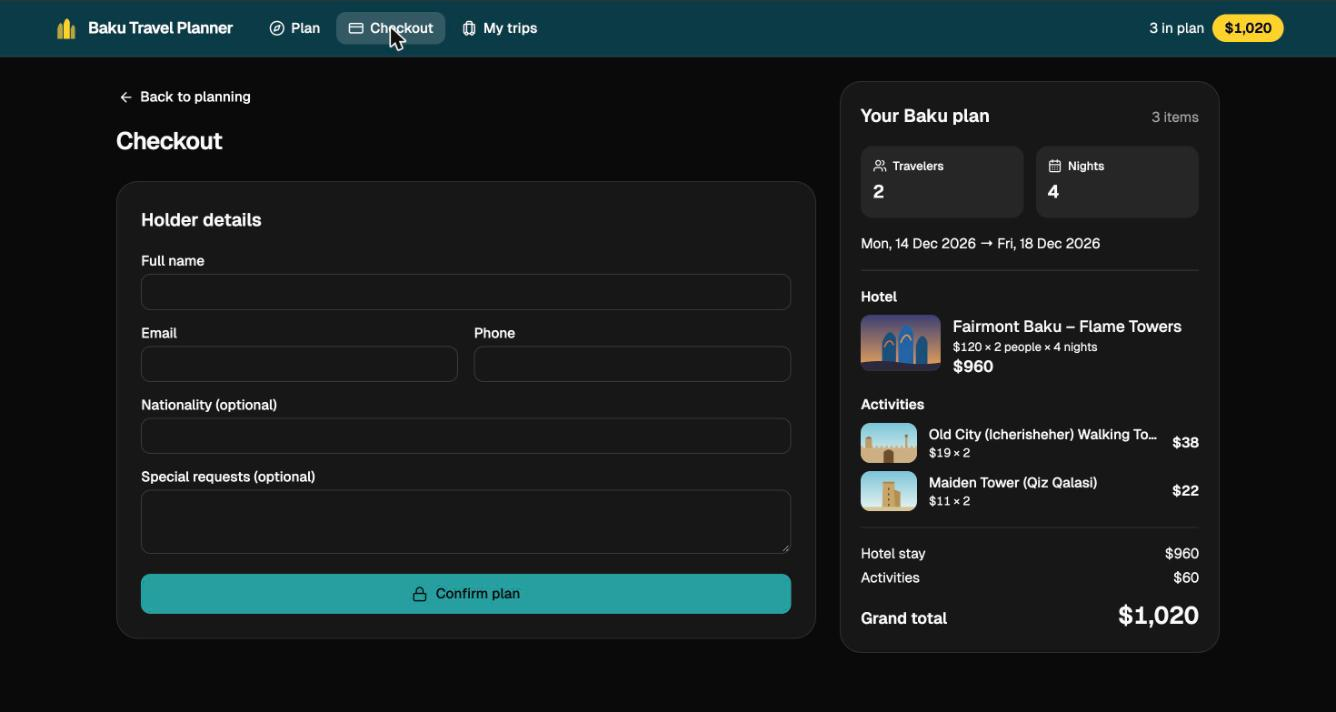 Baku Travel Planner
Plan
Checkout
My trips
3 in plan
$1,020
Back to planning
Checkout
Holder details
Full name
Email
Phone
Nationality (optional)
Special requests (optional)
Confirm plan
Your Baku plan
3 items
Travelers
2
Nights
4
Mon, 14 Dec 2026 → Fri, 18 Dec 2026
Hotel
Fairmont Baku – Flame Towers
$120 × 2 people × 4 nights
$960
Activities
Old City (Icherisheher) Walking To...
$19 × 2
$38
Maiden Tower (Qiz Qalasi)
$11 × 2
$22
Hotel stay
$960
Activities
$60
Grand total
$1,020